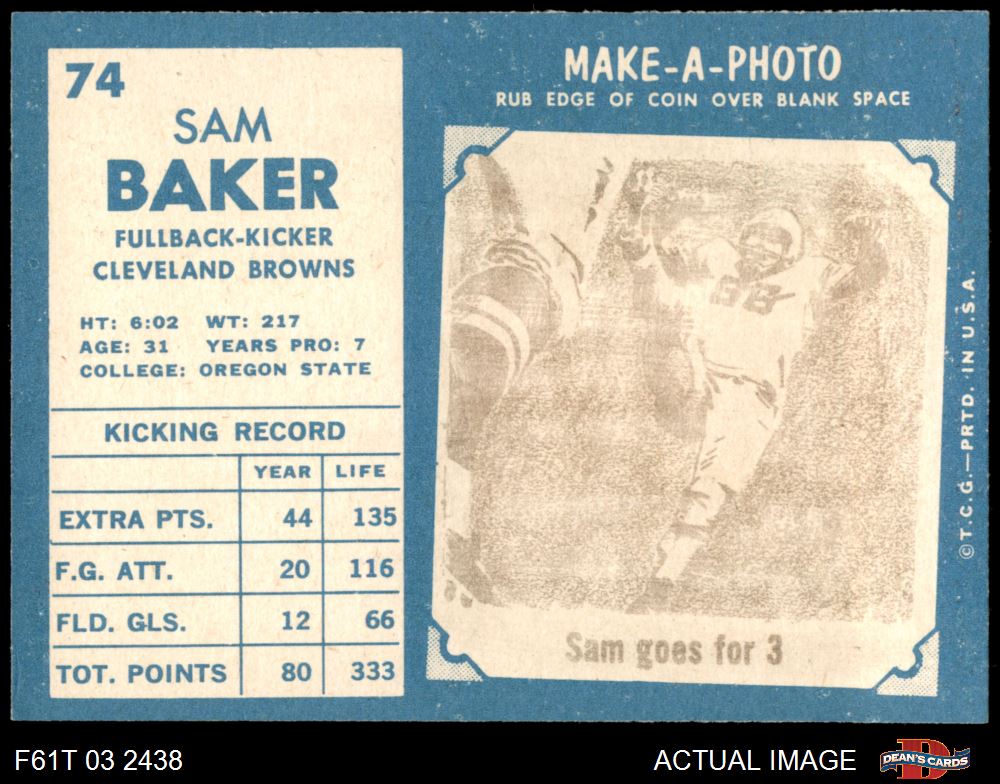 74
SAM
BAKER
FULLBACK-KICKER
CLEVELAND BROWNS
HT: 6:02 WT: 217
AGE: 31 YEARS PRO: 7
COLLEGE: OREGON STATE
KICKING RECORD
YEAR LIFE
EXTRA PTS. 44 135
F.G. ATT. 20 116
FLD. GLS. 12 66
TOT. POINTS 80 333
MAKE-A-PHOTO
RUB EDGE OF COIN OVER BLANK SPACE
88
Sam goes for 3
© T.C.G.—PRTD. IN U.S.A.
F61T 03 2438
ACTUAL IMAGE
D
DEAN'S CARDS